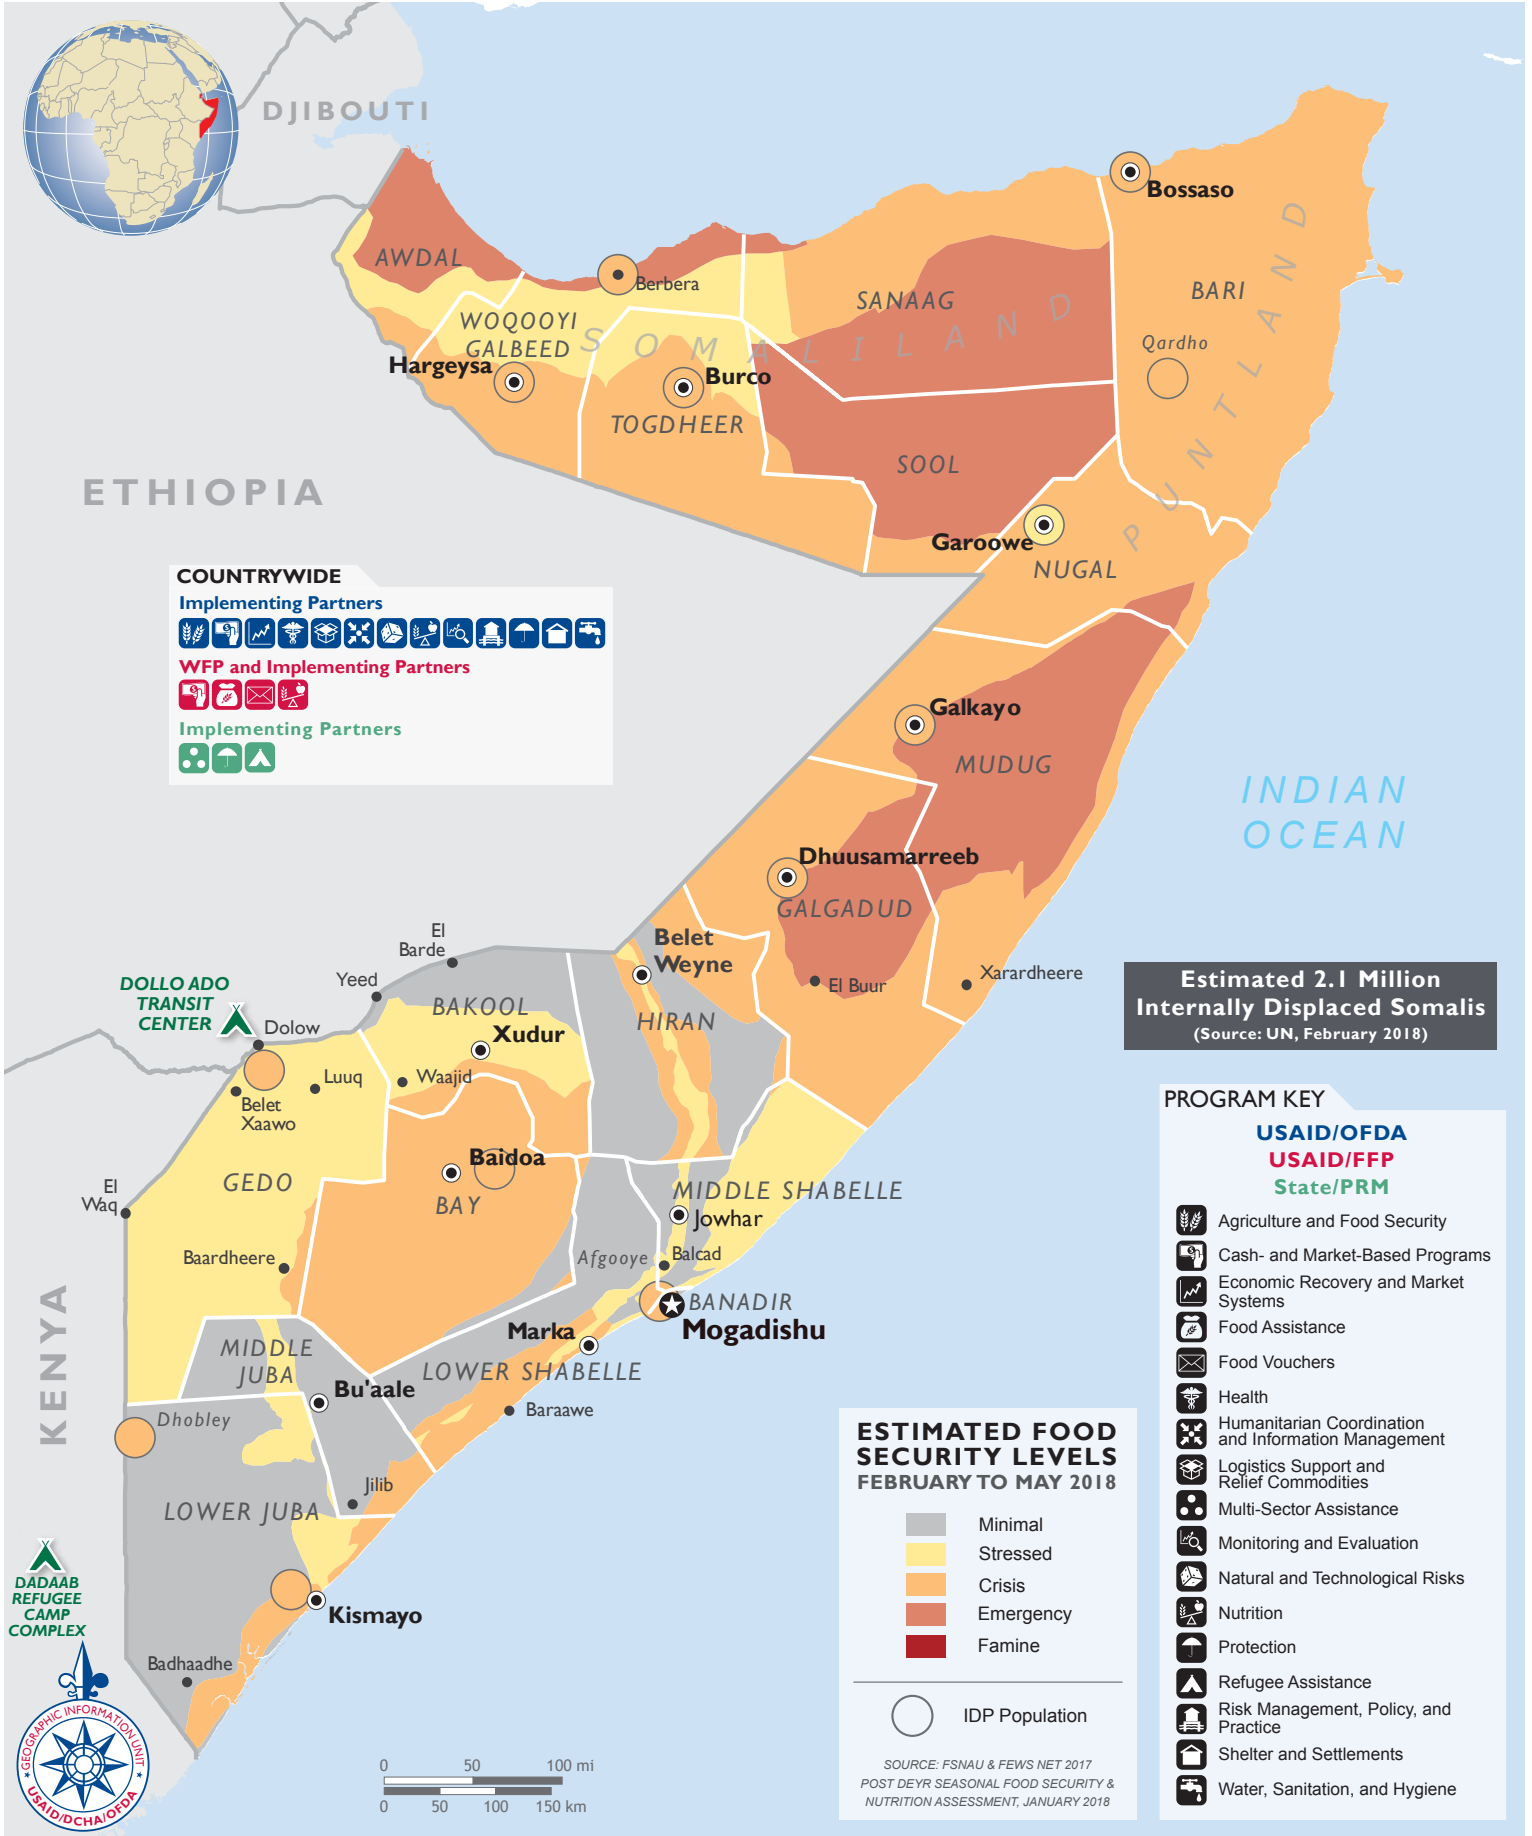 DJIBOUTI
Bossaso
AWDAL
Berbera
SANAAG
BARI
WOQOOYI
GALBEED
SOMALILAND
PUNTLAND
Qardho
Hargeysa
Burco
TOGDHEER
SOOL
ETHIOPIA
Garoowe
NUGAL
COUNTRYWIDE
Implementing Partners
WFP and Implementing Partners
Implementing Partners
Galkayo
MUDUG
INDIAN
OCEAN
Dhuusamarreeb
GALGADUD
El
Barde
Belet
Weyne
Yeed
El Buur
Xarardheere
DOLLO ADO
TRANSIT
CENTER
Dolow
BAKOOL
Xudur
HIRAN
Estimated 2.1 Million
Internally Displaced Somalis
(Source: UN, February 2018)
Luuq
Waajid
Belet
Xaawo
GEDO
El
Waq
Baidoa
BAY
MIDDLE SHABELLE
Jowhar
Baardheere
Afgooye
Balcad
BANADIR
Mogadishu
KENYA
MIDDLE
JUBA
Marka
LOWER SHABELLE
Bu'aale
Baraawe
Dhobley
Jilib
LOWER JUBA
DADAAB
REFUGEE
CAMP
COMPLEX
Kismayo
Badhaadhe
GEOGRAPHIC INFORMATION UNIT
USAID/DCHA/OFDA
0 50 100 mi
0 50 100 150 km
ESTIMATED FOOD
SECURITY LEVELS
FEBRUARY TO MAY 2018
Minimal
Stressed
Crisis
Emergency
Famine
IDP Population
SOURCE: FSNAU & FEWS NET 2017
POST DEYR SEASONAL FOOD SECURITY &
NUTRITION ASSESSMENT, JANUARY 2018
PROGRAM KEY
USAID/OFDA
USAID/FFP
State/PRM
Agriculture and Food Security
Cash- and Market-Based Programs
Economic Recovery and Market
Systems
Food Assistance
Food Vouchers
Health
Humanitarian Coordination
and Information Management
Logistics Support and
Relief Commodities
Multi-Sector Assistance
Monitoring and Evaluation
Natural and Technological Risks
Nutrition
Protection
Refugee Assistance
Risk Management, Policy, and
Practice
Shelter and Settlements
Water, Sanitation, and Hygiene